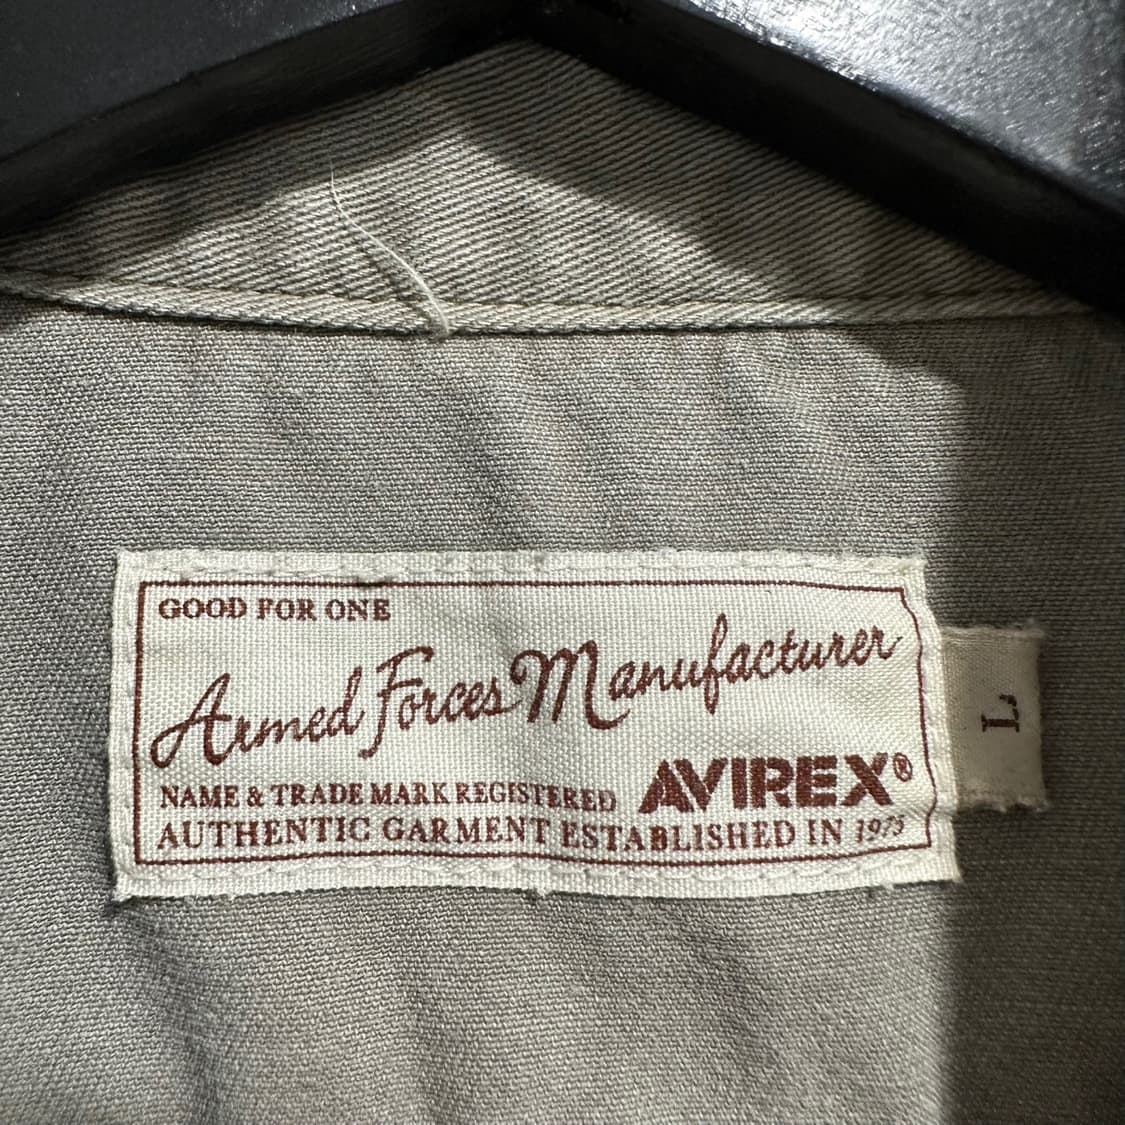 GOOD FOR ONE
Armed Forces Manufacturer
NAME & TRADE MARK REGISTERED AVIREX®
AUTHENTIC GARMENT ESTABLISHED IN 1975
L